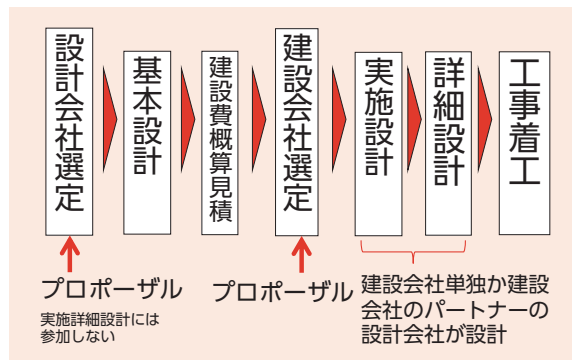 設計会社選定
基本設計
建設費概算見積
建設会社選定
実施設計
詳細設計
工事着工
プロポーザル
実施詳細設計には
参加しない
プロポーザル
建設会社単独か建設
会社のパートナーの
設計会社が設計